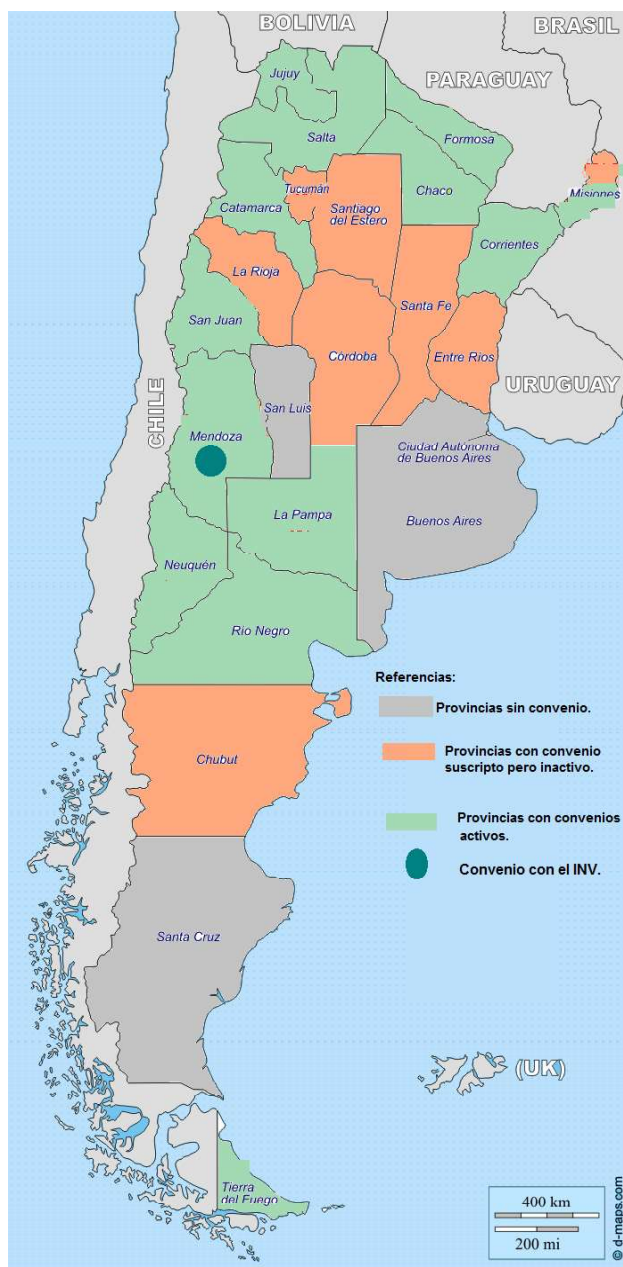 BOLIVIA
BRASIL
PARAGUAY
Jujuy
Salta
Formosa
Tucumán
Chaco
Misiones
Catamarca
Santiago
del Estero
Corrientes
La Rioja
Santa Fe
San Juan
Córdoba
Entre Rios
URUGUAY
CHILE
San Luis
Mendoza
Ciudad Autónoma
de Buenos Aires
La Pampa
Buenos Aires
Neuquén
Rio Negro
Referencias:
Provincias sin convenio.
Provincias con convenio
suscripto pero inactivo.
Chubut
Provincias con convenios
activos.
Convenio con el INV.
Santa Cruz
(UK)
Tierra
del Fuego
400 km
200 mi
© d-maps.com